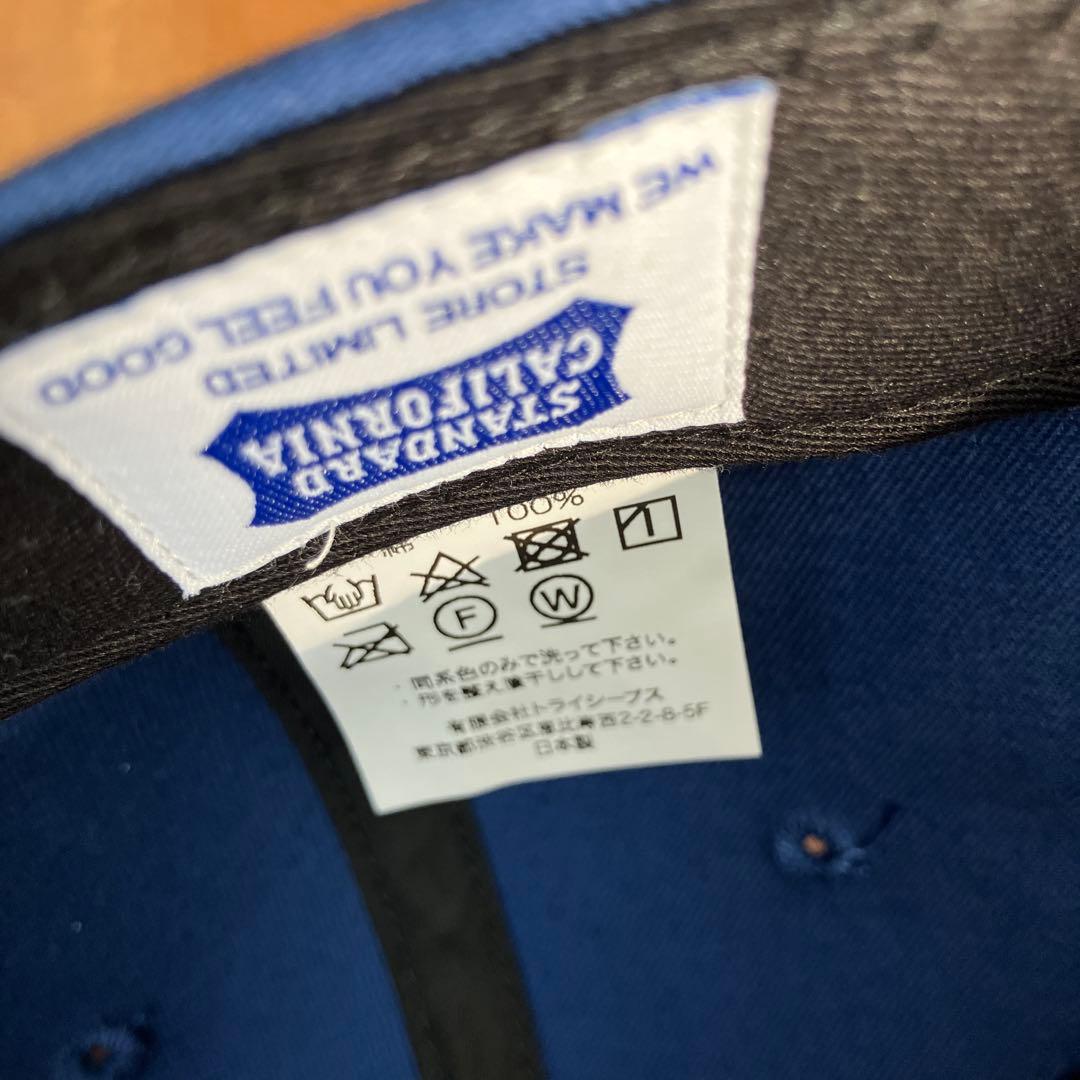 STANDARD
CALIFORNIA
STORE LIMITED
WE MAKE YOU FEEL GOOD
綿 100%
F W
・同系色のみで洗って下さい。
・形を整え陰干しして下さい。
有限会社トライシープス
東京都渋谷区恵比寿西2-2-8-5F
日本製